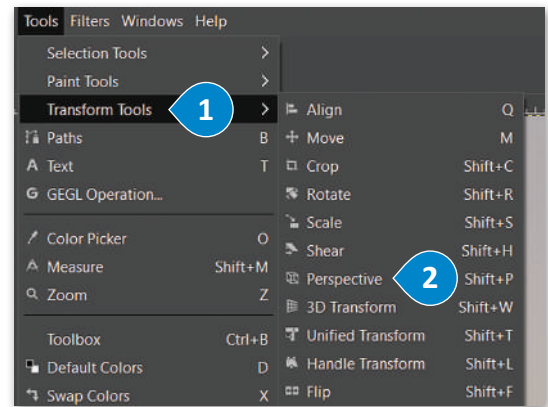 Tools Filters Windows Help
Selection Tools >
Paint Tools >
Transform Tools 1 >
Paths B
A Text T
G GEGL Operation...
Color Picker O
Measure Shift+M
Zoom Z
Toolbox Ctrl+B
Default Colors D
Swap Colors X
Align Q
Move M
Crop Shift+C
Rotate Shift+R
Scale Shift+S
Shear Shift+H
Perspective 2 Shift+P
3D Transform Shift+W
Unified Transform Shift+T
Handle Transform Shift+L
Flip Shift+F